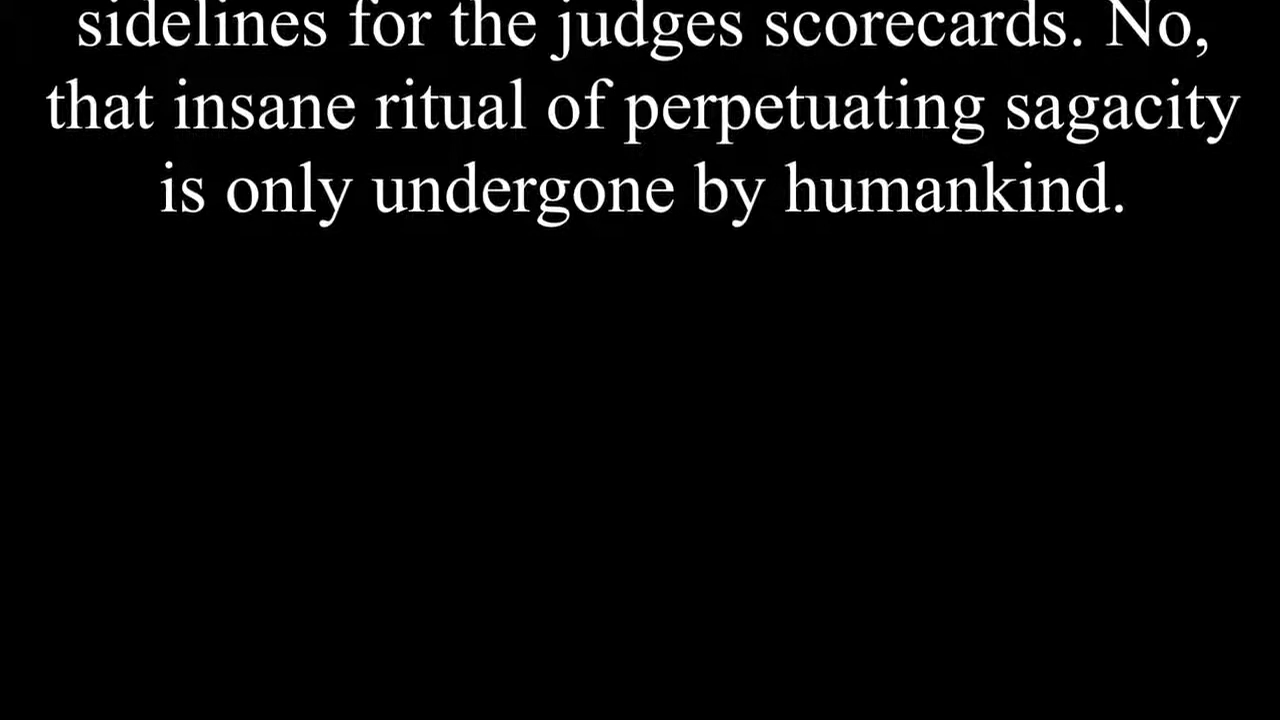 sidelines for the judges scorecards. No,
that insane ritual of perpetuating sagacity
is only undergone by humankind.